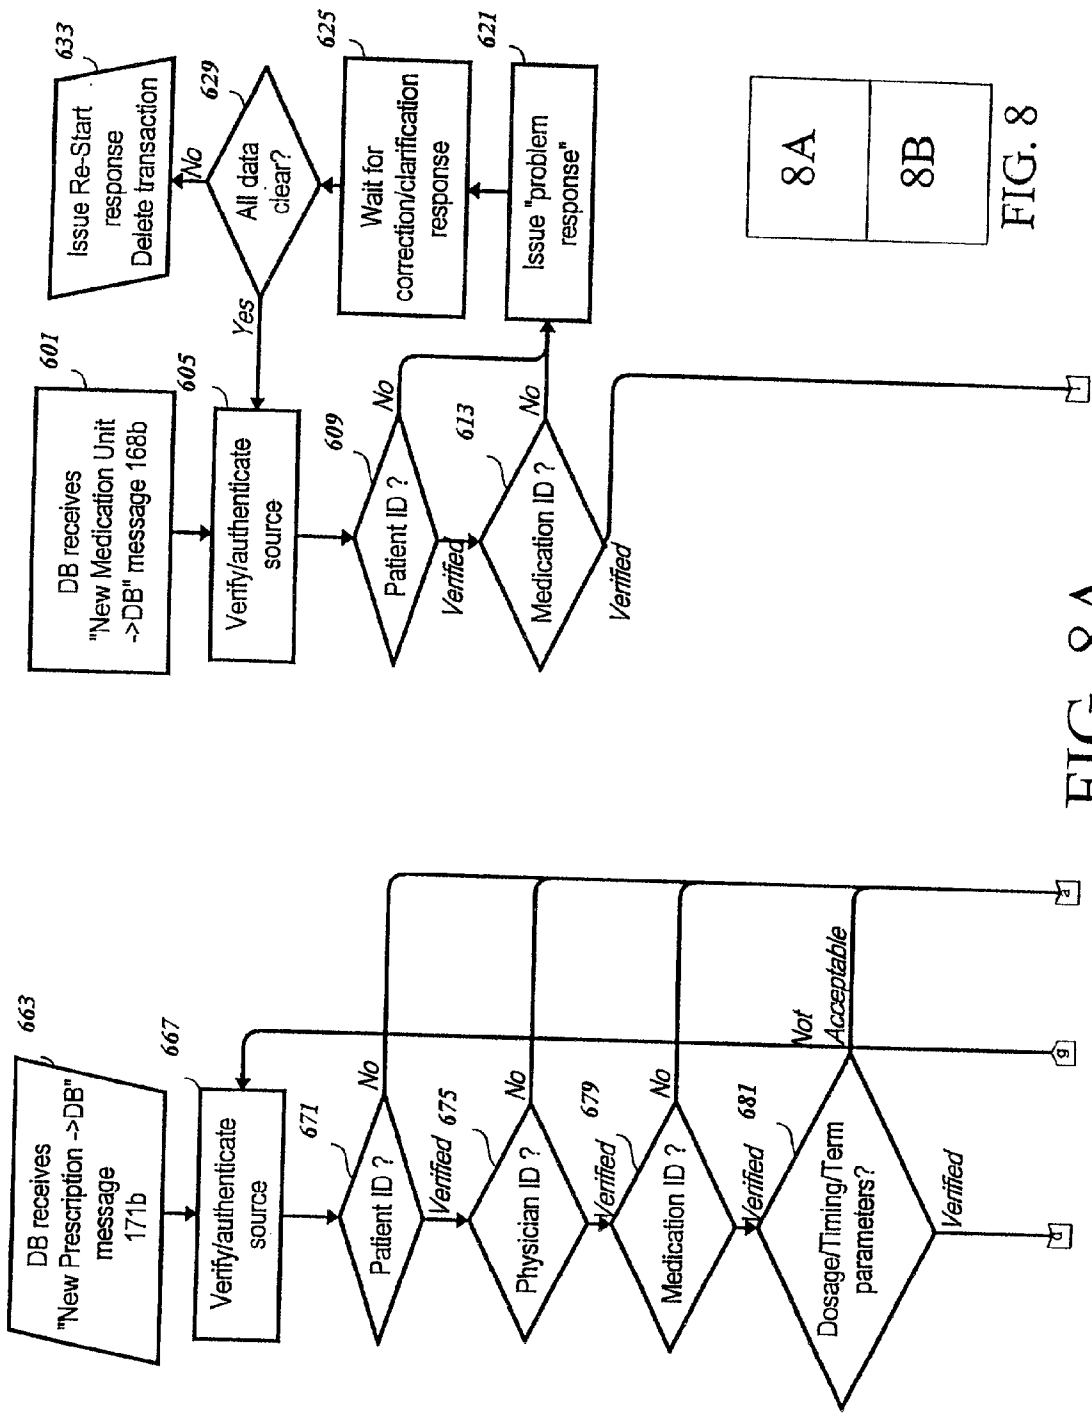 663
DB receives
"New Prescription ->DB"
message
171b
667
Verify/authenticate
source
671
Patient ID ?
No
Verified
675
Physician ID ?
No
Verified
679
Medication ID ?
No
Verified
681
Dosage/Timing/Term
parameters?
Not
Acceptable
Verified
d
g
a
601
DB receives
"New Medication Unit
->DB" message 168b
605
Verify/authenticate
source
609
Patient ID ?
No
Verified
613
Medication ID ?
No
Verified
633
Issue Re-Start
response
Delete transaction
629
No
All data
clear?
Yes
625
Wait for
correction/clarification
response
621
Issue "problem
response"
8A
8B
FIG. 8
FIG. 8A